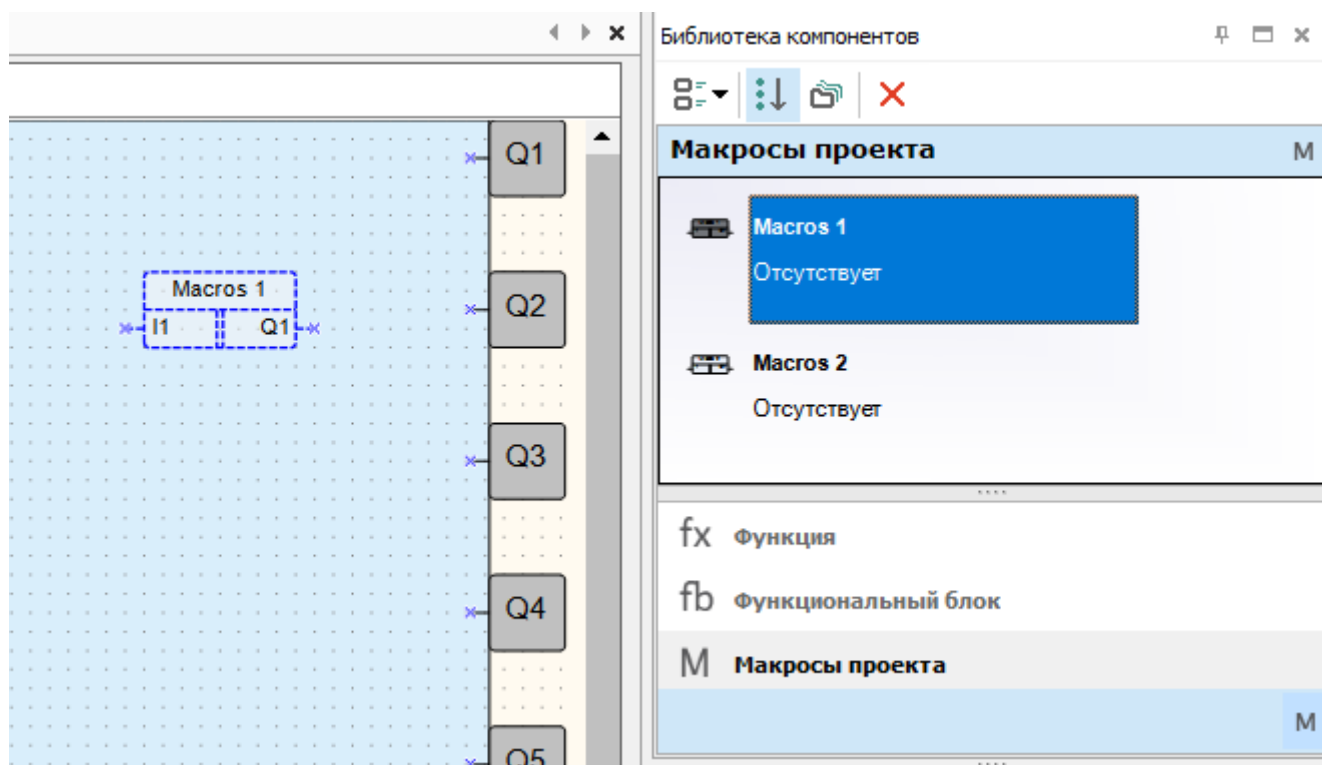 Библиотека компонентов
Макросы проекта M
Macros 1
Отсутствует
Macros 2
Отсутствует
fx Функция
fb Функциональный блок
M Макросы проекта
M
Q1
Macros 1
I1 Q1
Q2
Q3
Q4
Q5